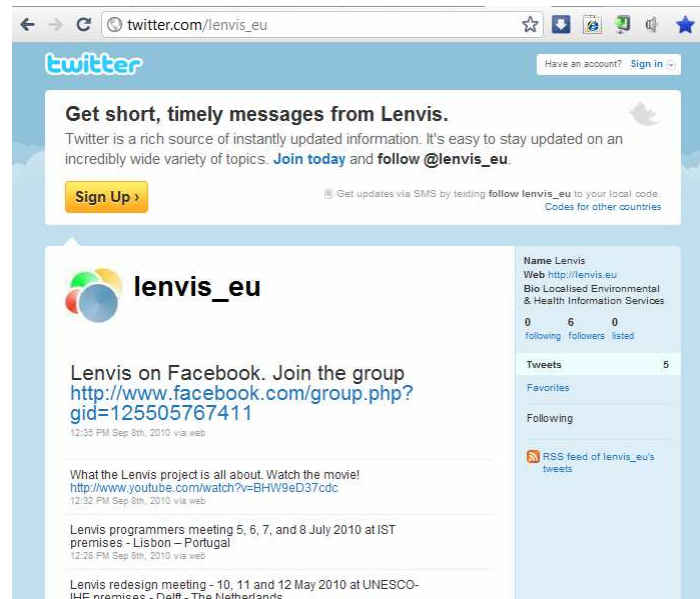 twitter.com/lenvis_eu
twitter
Have an account? Sign in
Get short, timely messages from Lenvis.
Twitter is a rich source of instantly updated information. It's easy to stay updated on an
incredibly wide variety of topics. Join today and follow @lenvis_eu.
Sign Up ›
Get updates via SMS by texting follow lenvis_eu to your local code.
Codes for other countries
lenvis_eu
Lenvis on Facebook. Join the group
http://www.facebook.com/group.php?
gid=125505767411
12:35 PM Sep 8th, 2010 via web
What the Lenvis project is all about. Watch the movie!
http://www.youtube.com/watch?v=BHW9eD37cdc
12:32 PM Sep 8th, 2010 via web
Lenvis programmers meeting 5, 6, 7, and 8 July 2010 at IST
premises - Lisbon – Portugal
12:28 PM Sep 8th, 2010 via web
Lenvis redesign meeting - 10, 11 and 12 May 2010 at UNESCO-
IHE premises - Delft - The Netherlands
Name Lenvis
Web http://lenvis.eu
Bio Localised Environmental
& Health Information Services
0 6 0
following followers listed
Tweets 5
Favorites
Following
RSS feed of lenvis_eu's
tweets